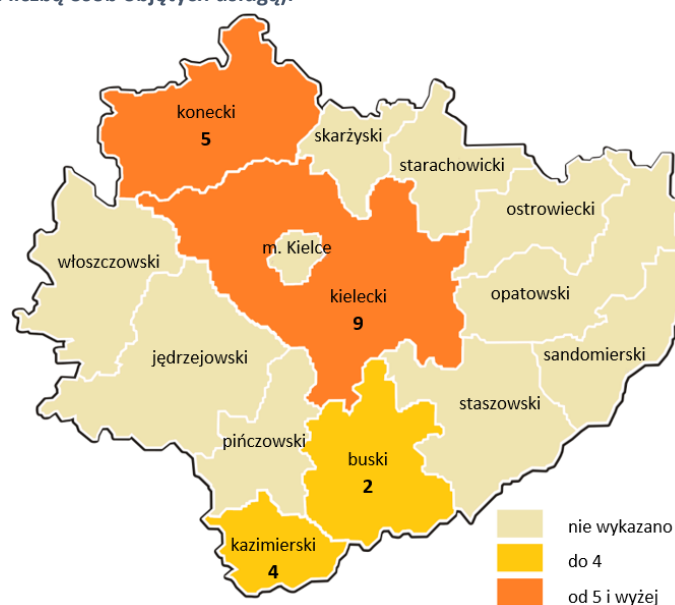 liczbą osób objętych usługą).
konecki
5
skarżyski
starachowicki
ostrowiecki
m. Kielce
włoszczowski
kielecki
9
opatowski
jędrzejowski
sandomierski
staszowski
pińczowski
buski
2
kazimierski
4
nie wykazano
do 4
od 5 i wyżej